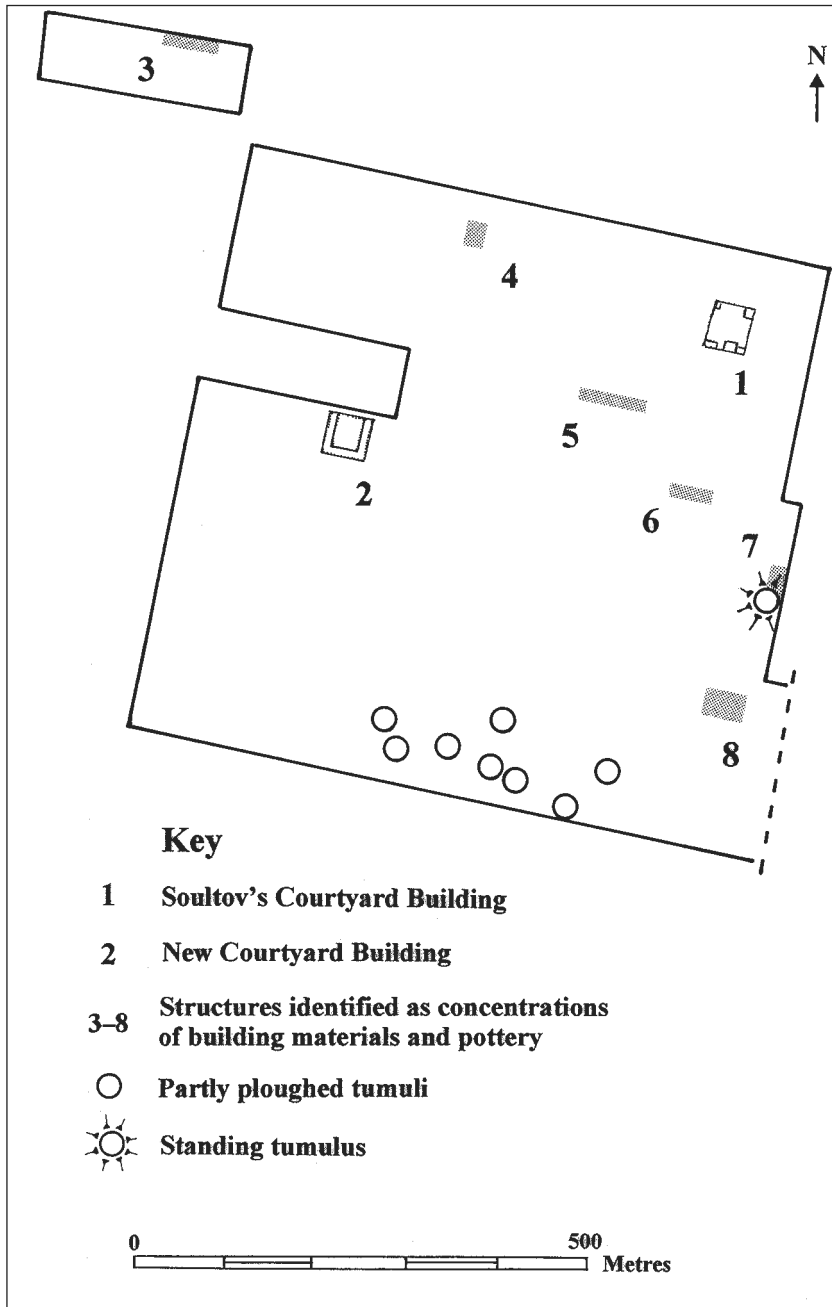 N
3
4
1
5
2
6
7
8
Key
1 Soultov's Courtyard Building
2 New Courtyard Building
3–8 Structures identified as concentrations
of building materials and pottery
Partly ploughed tumuli
Standing tumulus
0 500
Metres